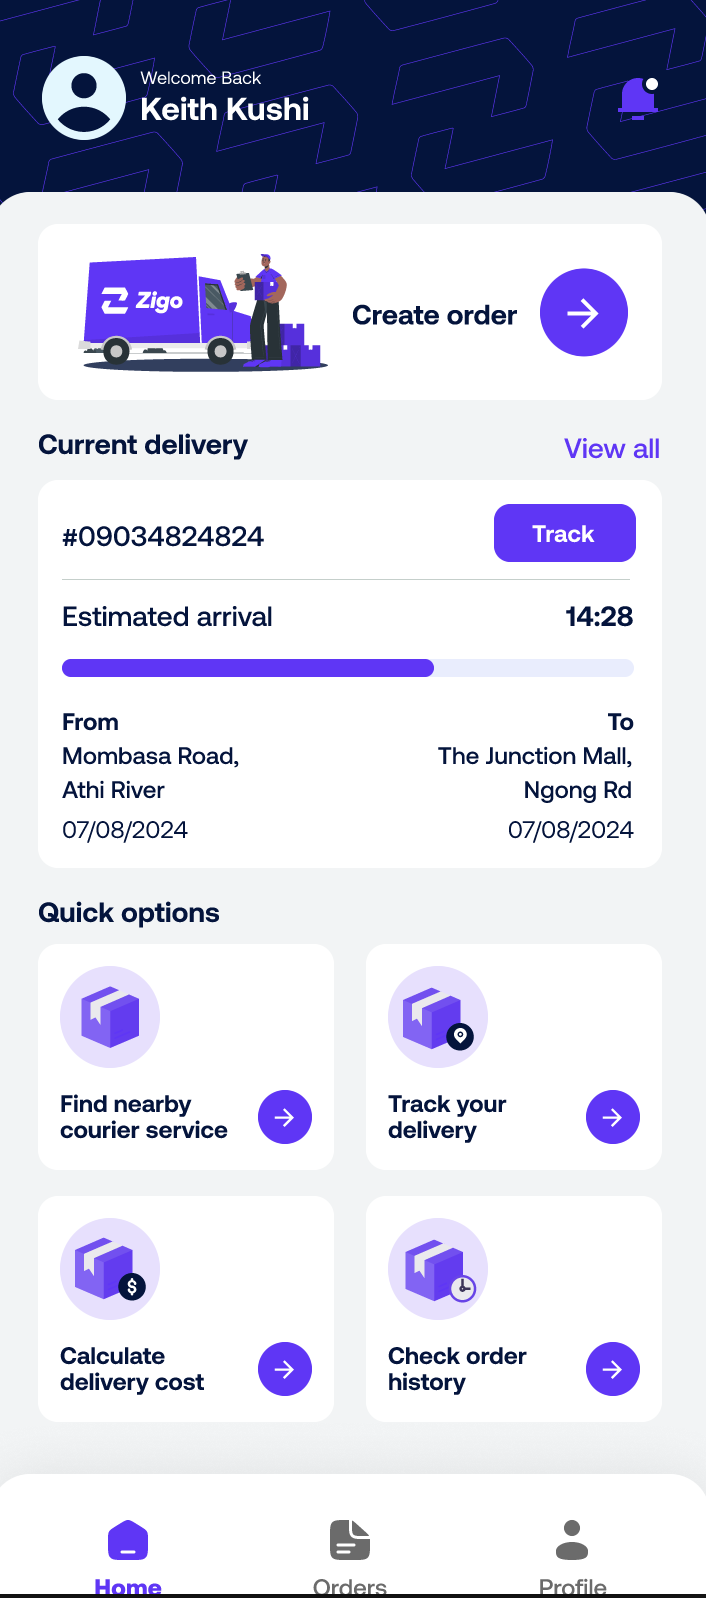 Welcome Back
Keith Kushi
Zigo
Create order
Current delivery
View all
#09034824824
Track
Estimated arrival
14:28
From
To
Mombasa Road,
The Junction Mall,
Athi River
Ngong Rd
07/08/2024
07/08/2024
Quick options
Find nearby
courier service
Track your
delivery
$
Calculate
delivery cost
Check order
history
Home
Orders
Profile